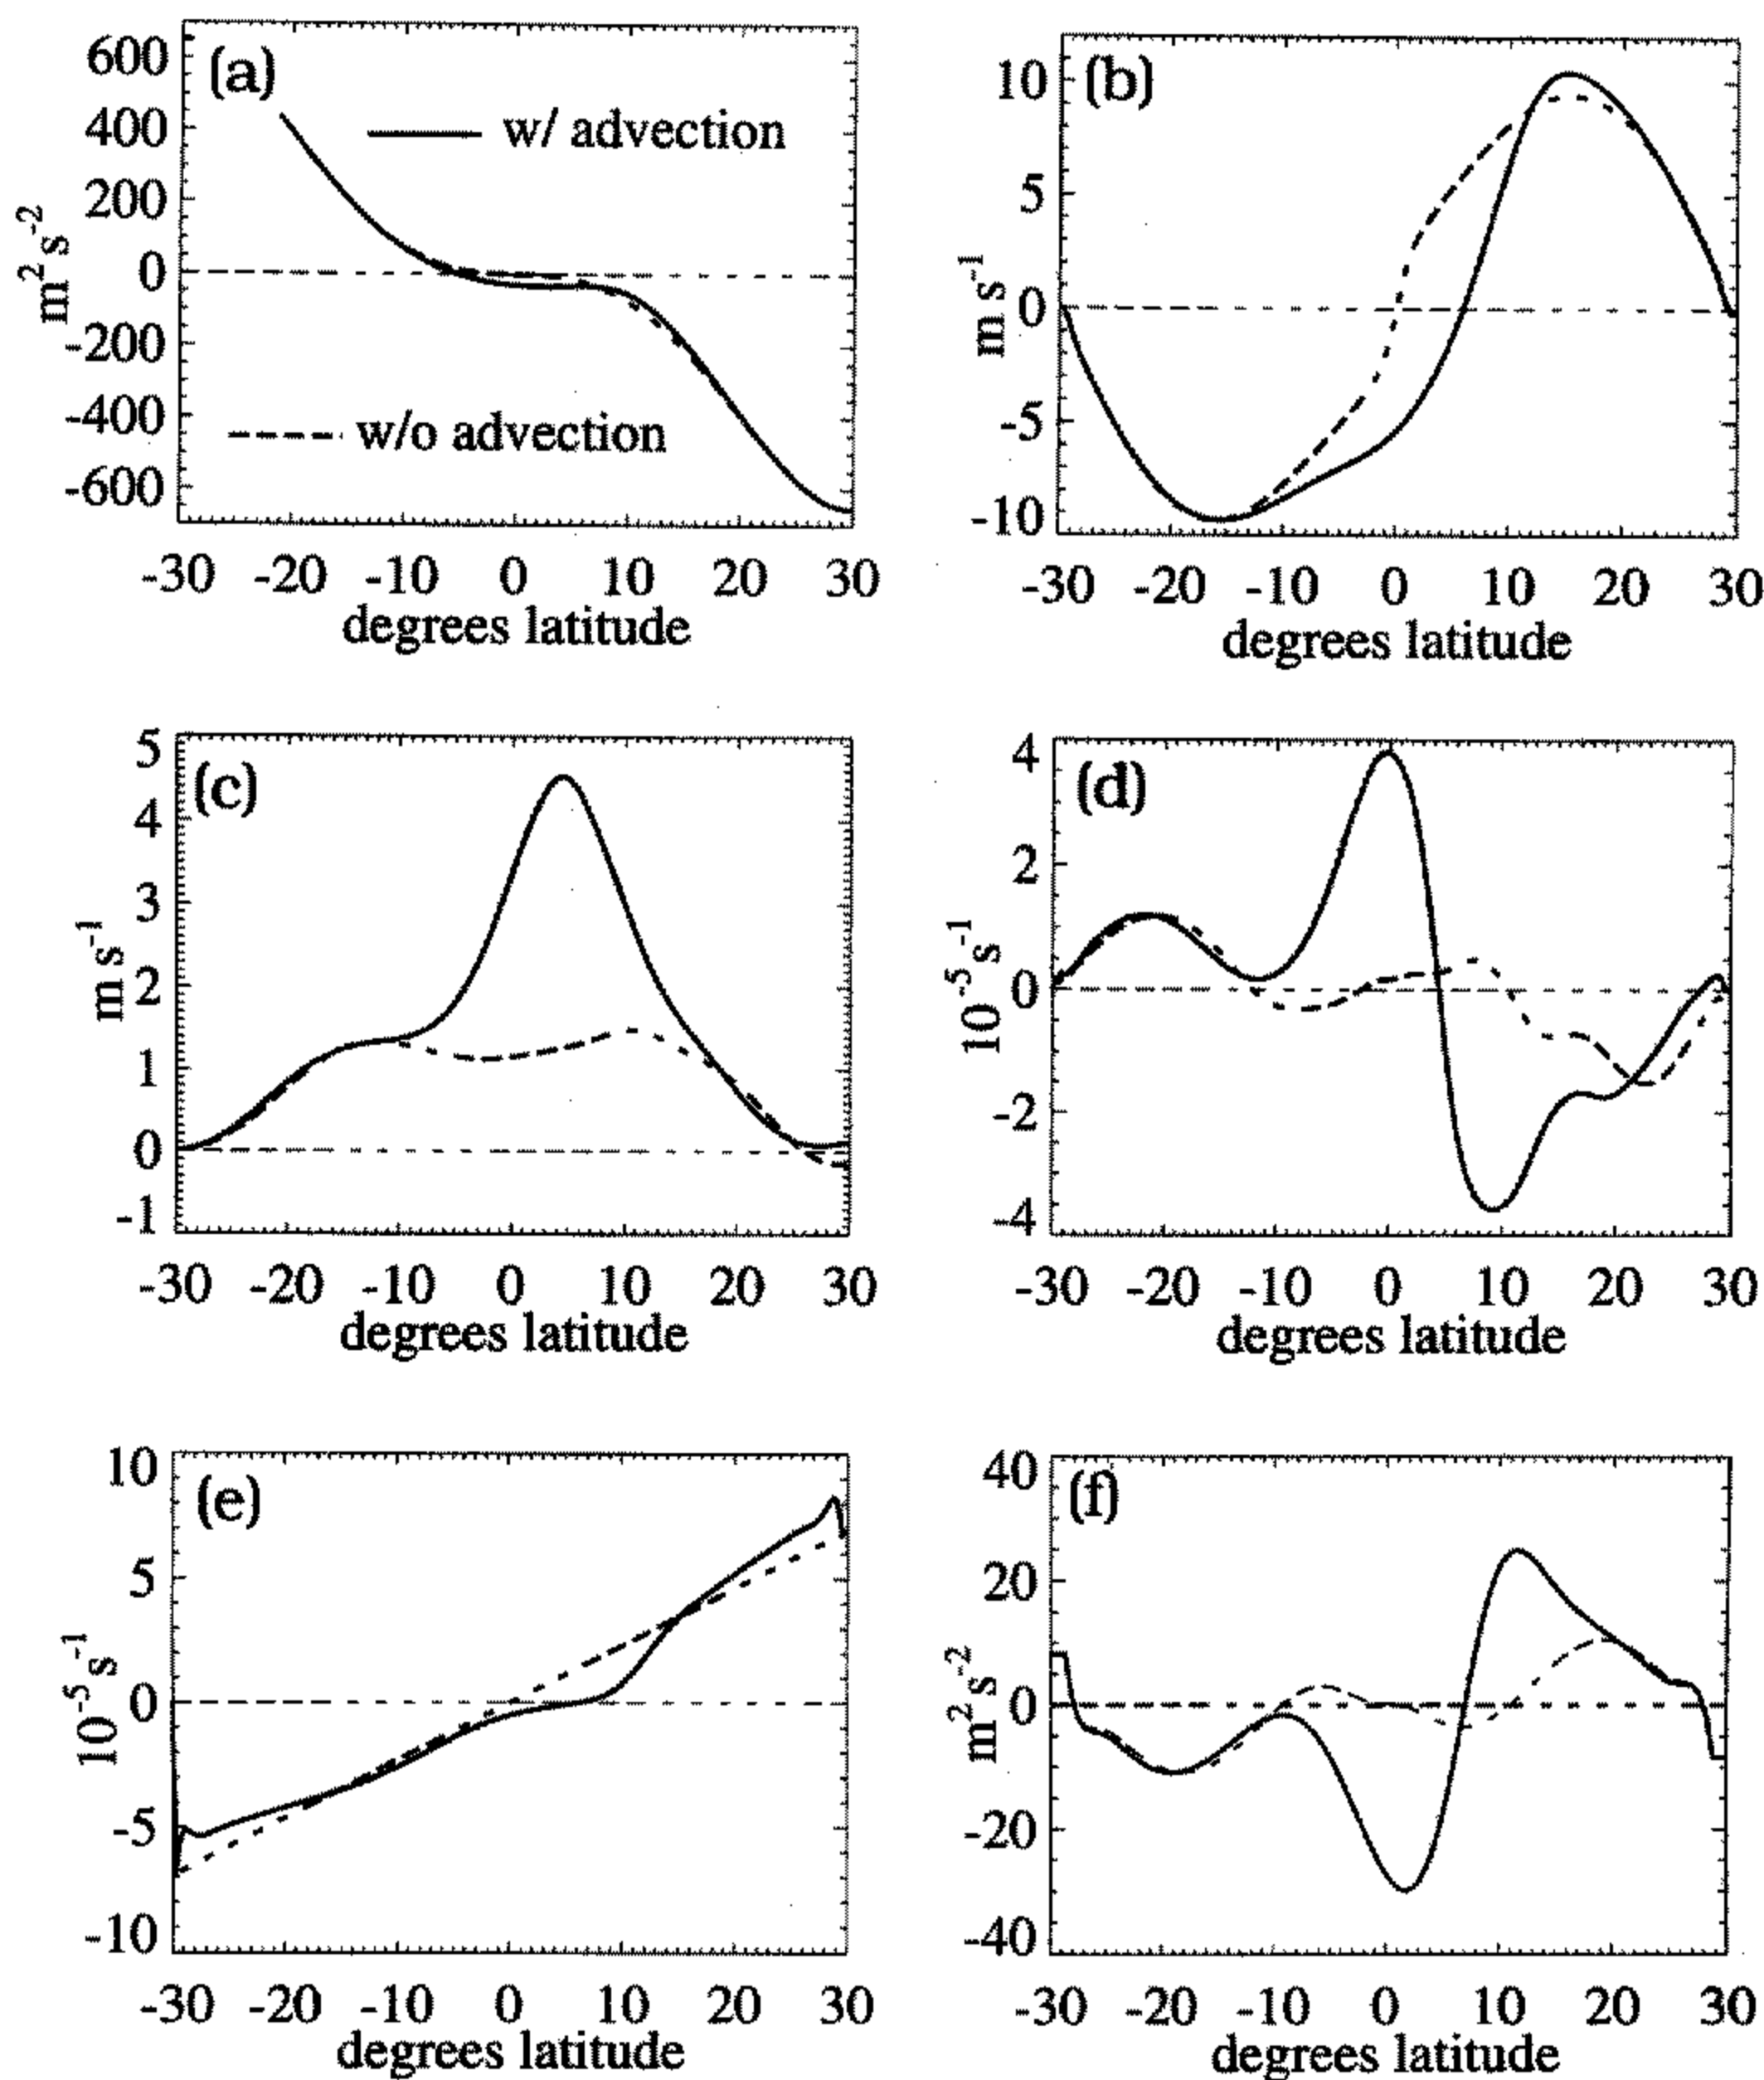 (a)
600
400
200
0
-200
-400
-600
m² s⁻²
w/ advection
w/o advection
-30 -20 -10 0 10 20 30
degrees latitude
(b)
10
5
0
-5
-10
m s⁻¹
-30 -20 -10 0 10 20 30
degrees latitude
(c)
5
4
3
2
1
0
-1
m s⁻¹
-30 -20 -10 0 10 20 30
degrees latitude
(d)
4
2
0
-2
-4
10⁻⁵ s⁻¹
-30 -20 -10 0 10 20 30
degrees latitude
(e)
10
5
0
-5
-10
10⁻⁵ s⁻¹
-30 -20 -10 0 10 20 30
degrees latitude
(f)
40
20
0
-20
-40
m² s⁻²
-30 -20 -10 0 10 20 30
degrees latitude